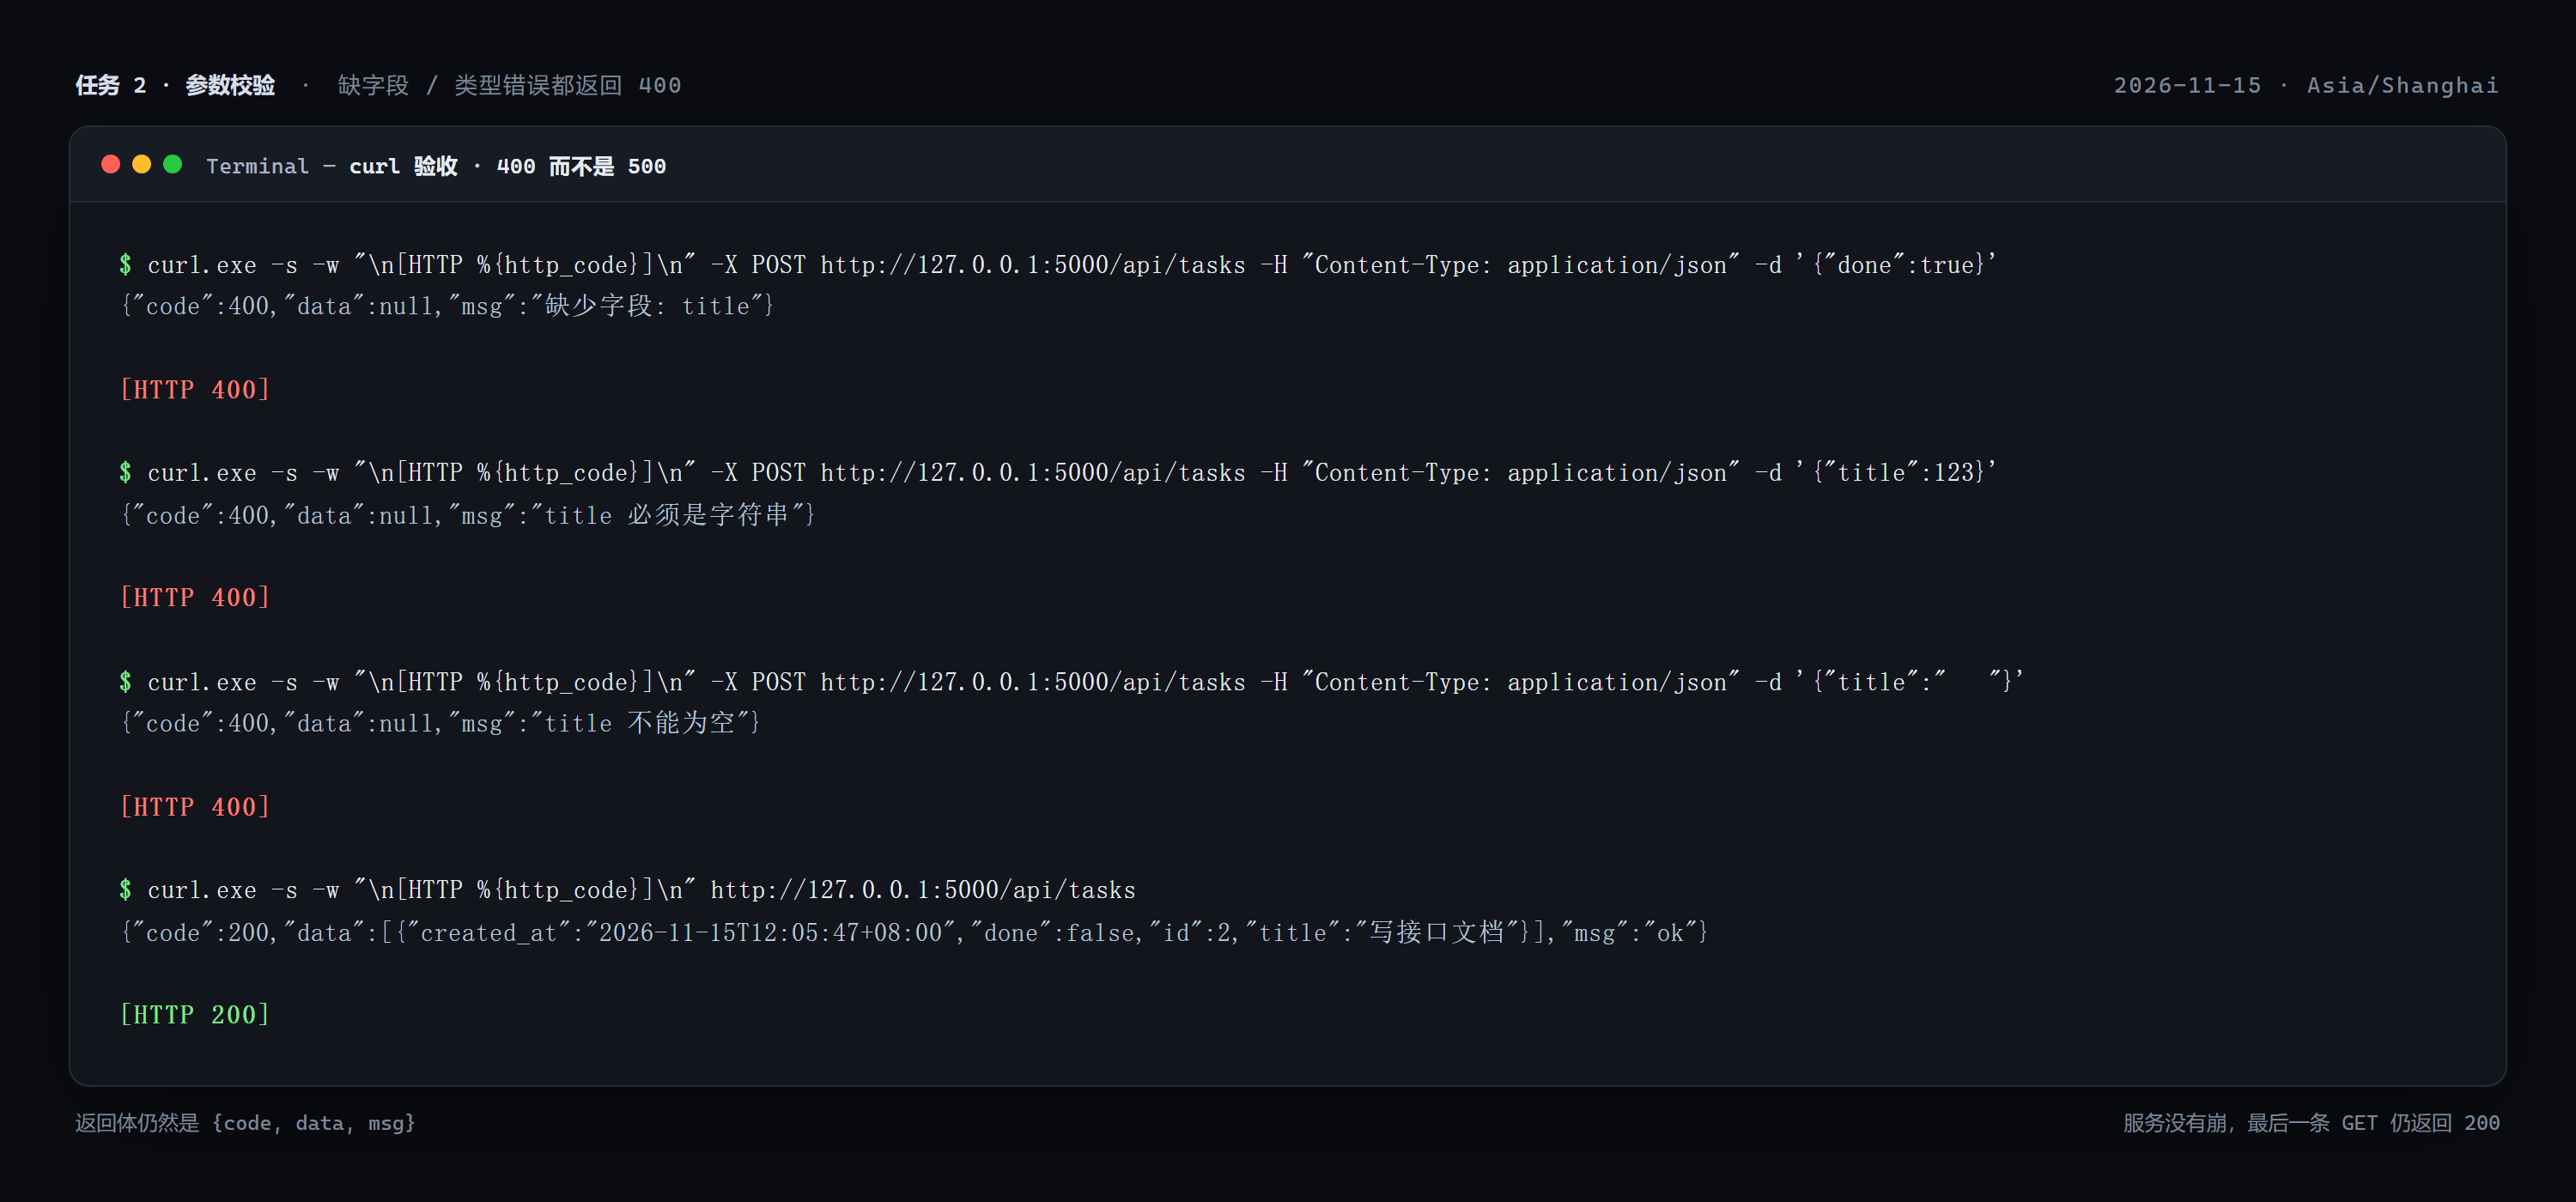 任务 2 · 参数校验 · 缺字段 / 类型错误都返回 400
2026-11-15 · Asia/Shanghai
Terminal — curl 验收 · 400 而不是 500
$ curl.exe -s -w "\n[HTTP %{http_code}]\n" -X POST http://127.0.0.1:5000/api/tasks -H "Content-Type: application/json" -d '{"done":true}'
{"code":400,"data":null,"msg":"缺少字段: title"}
[HTTP 400]
$ curl.exe -s -w "\n[HTTP %{http_code}]\n" -X POST http://127.0.0.1:5000/api/tasks -H "Content-Type: application/json" -d '{"title":123}'
{"code":400,"data":null,"msg":"title 必须是字符串"}
[HTTP 400]
$ curl.exe -s -w "\n[HTTP %{http_code}]\n" -X POST http://127.0.0.1:5000/api/tasks -H "Content-Type: application/json" -d '{"title":"   "}'
{"code":400,"data":null,"msg":"title 不能为空"}
[HTTP 400]
$ curl.exe -s -w "\n[HTTP %{http_code}]\n" http://127.0.0.1:5000/api/tasks
{"code":200,"data":[{"created_at":"2026-11-15T12:05:47+08:00","done":false,"id":2,"title":"写接口文档"}],"msg":"ok"}
[HTTP 200]
返回体仍然是 {code, data, msg}
服务没有崩, 最后一条 GET 仍返回 200